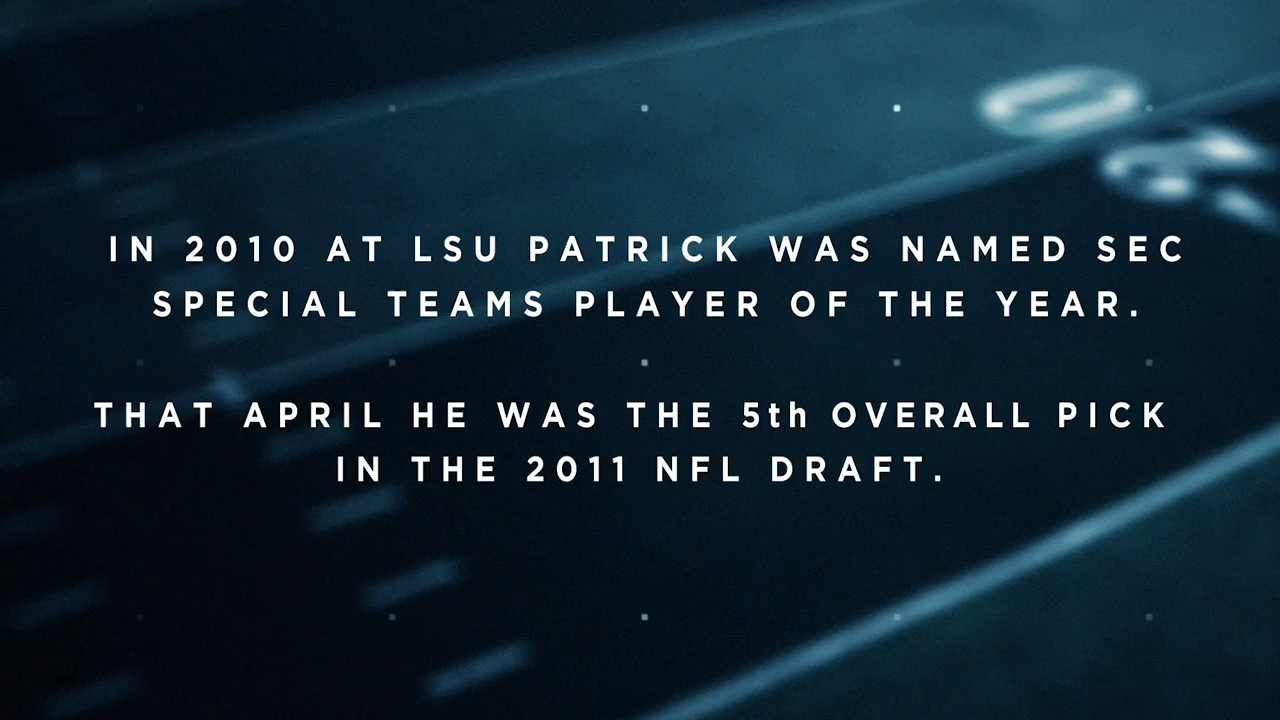 IN 2010 AT LSU PATRICK WAS NAMED SEC
SPECIAL TEAMS PLAYER OF THE YEAR.
THAT APRIL HE WAS THE 5th OVERALL PICK
IN THE 2011 NFL DRAFT.